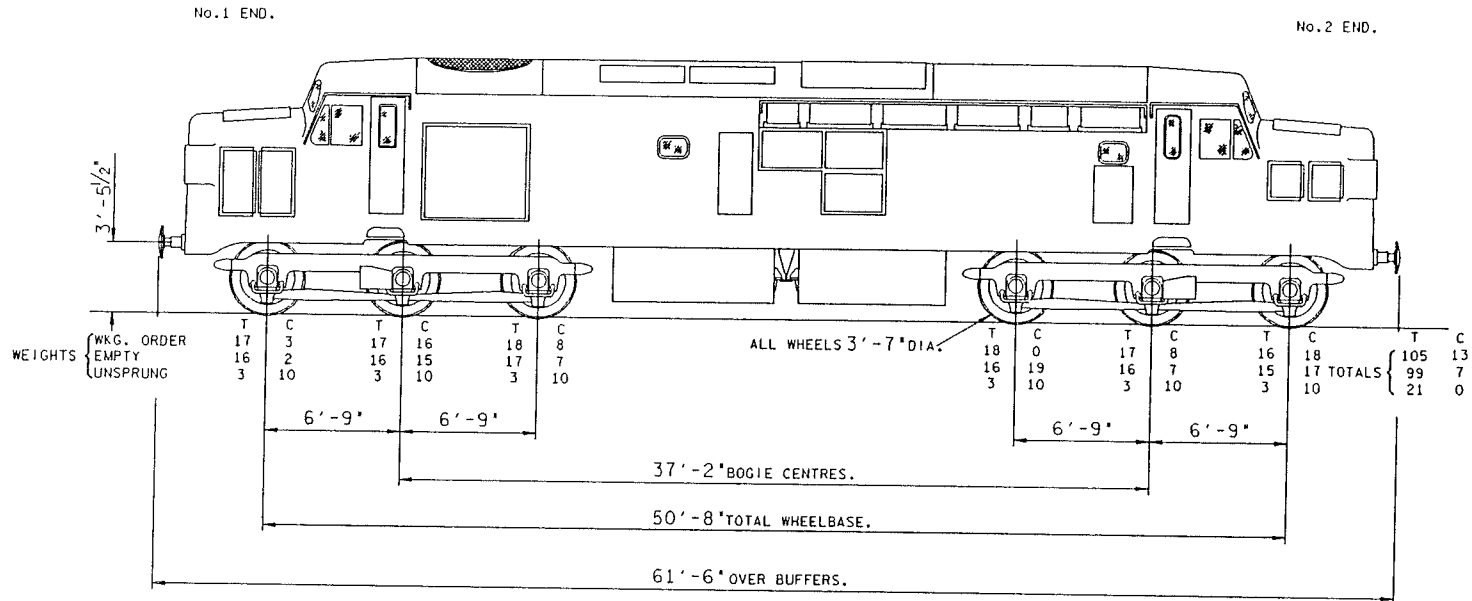 No.1 END.
No.2 END.
3'-5½"
T C T C T C T C T C T C T C
WEIGHTS WKG. ORDER 17 3 17 16 18 8 18 0 17 8 16 18 TOTALS 105 13
EMPTY 16 2 16 15 17 7 16 19 16 7 15 17 99 7
UNSPRUNG 3 10 3 10 3 10 3 10 3 10 3 10 21 0
ALL WHEELS 3'-7" DIA.
6'-9" 6'-9" 6'-9" 6'-9"
37'-2" BOGIE CENTRES.
50'-8" TOTAL WHEELBASE.
61'-6" OVER BUFFERS.